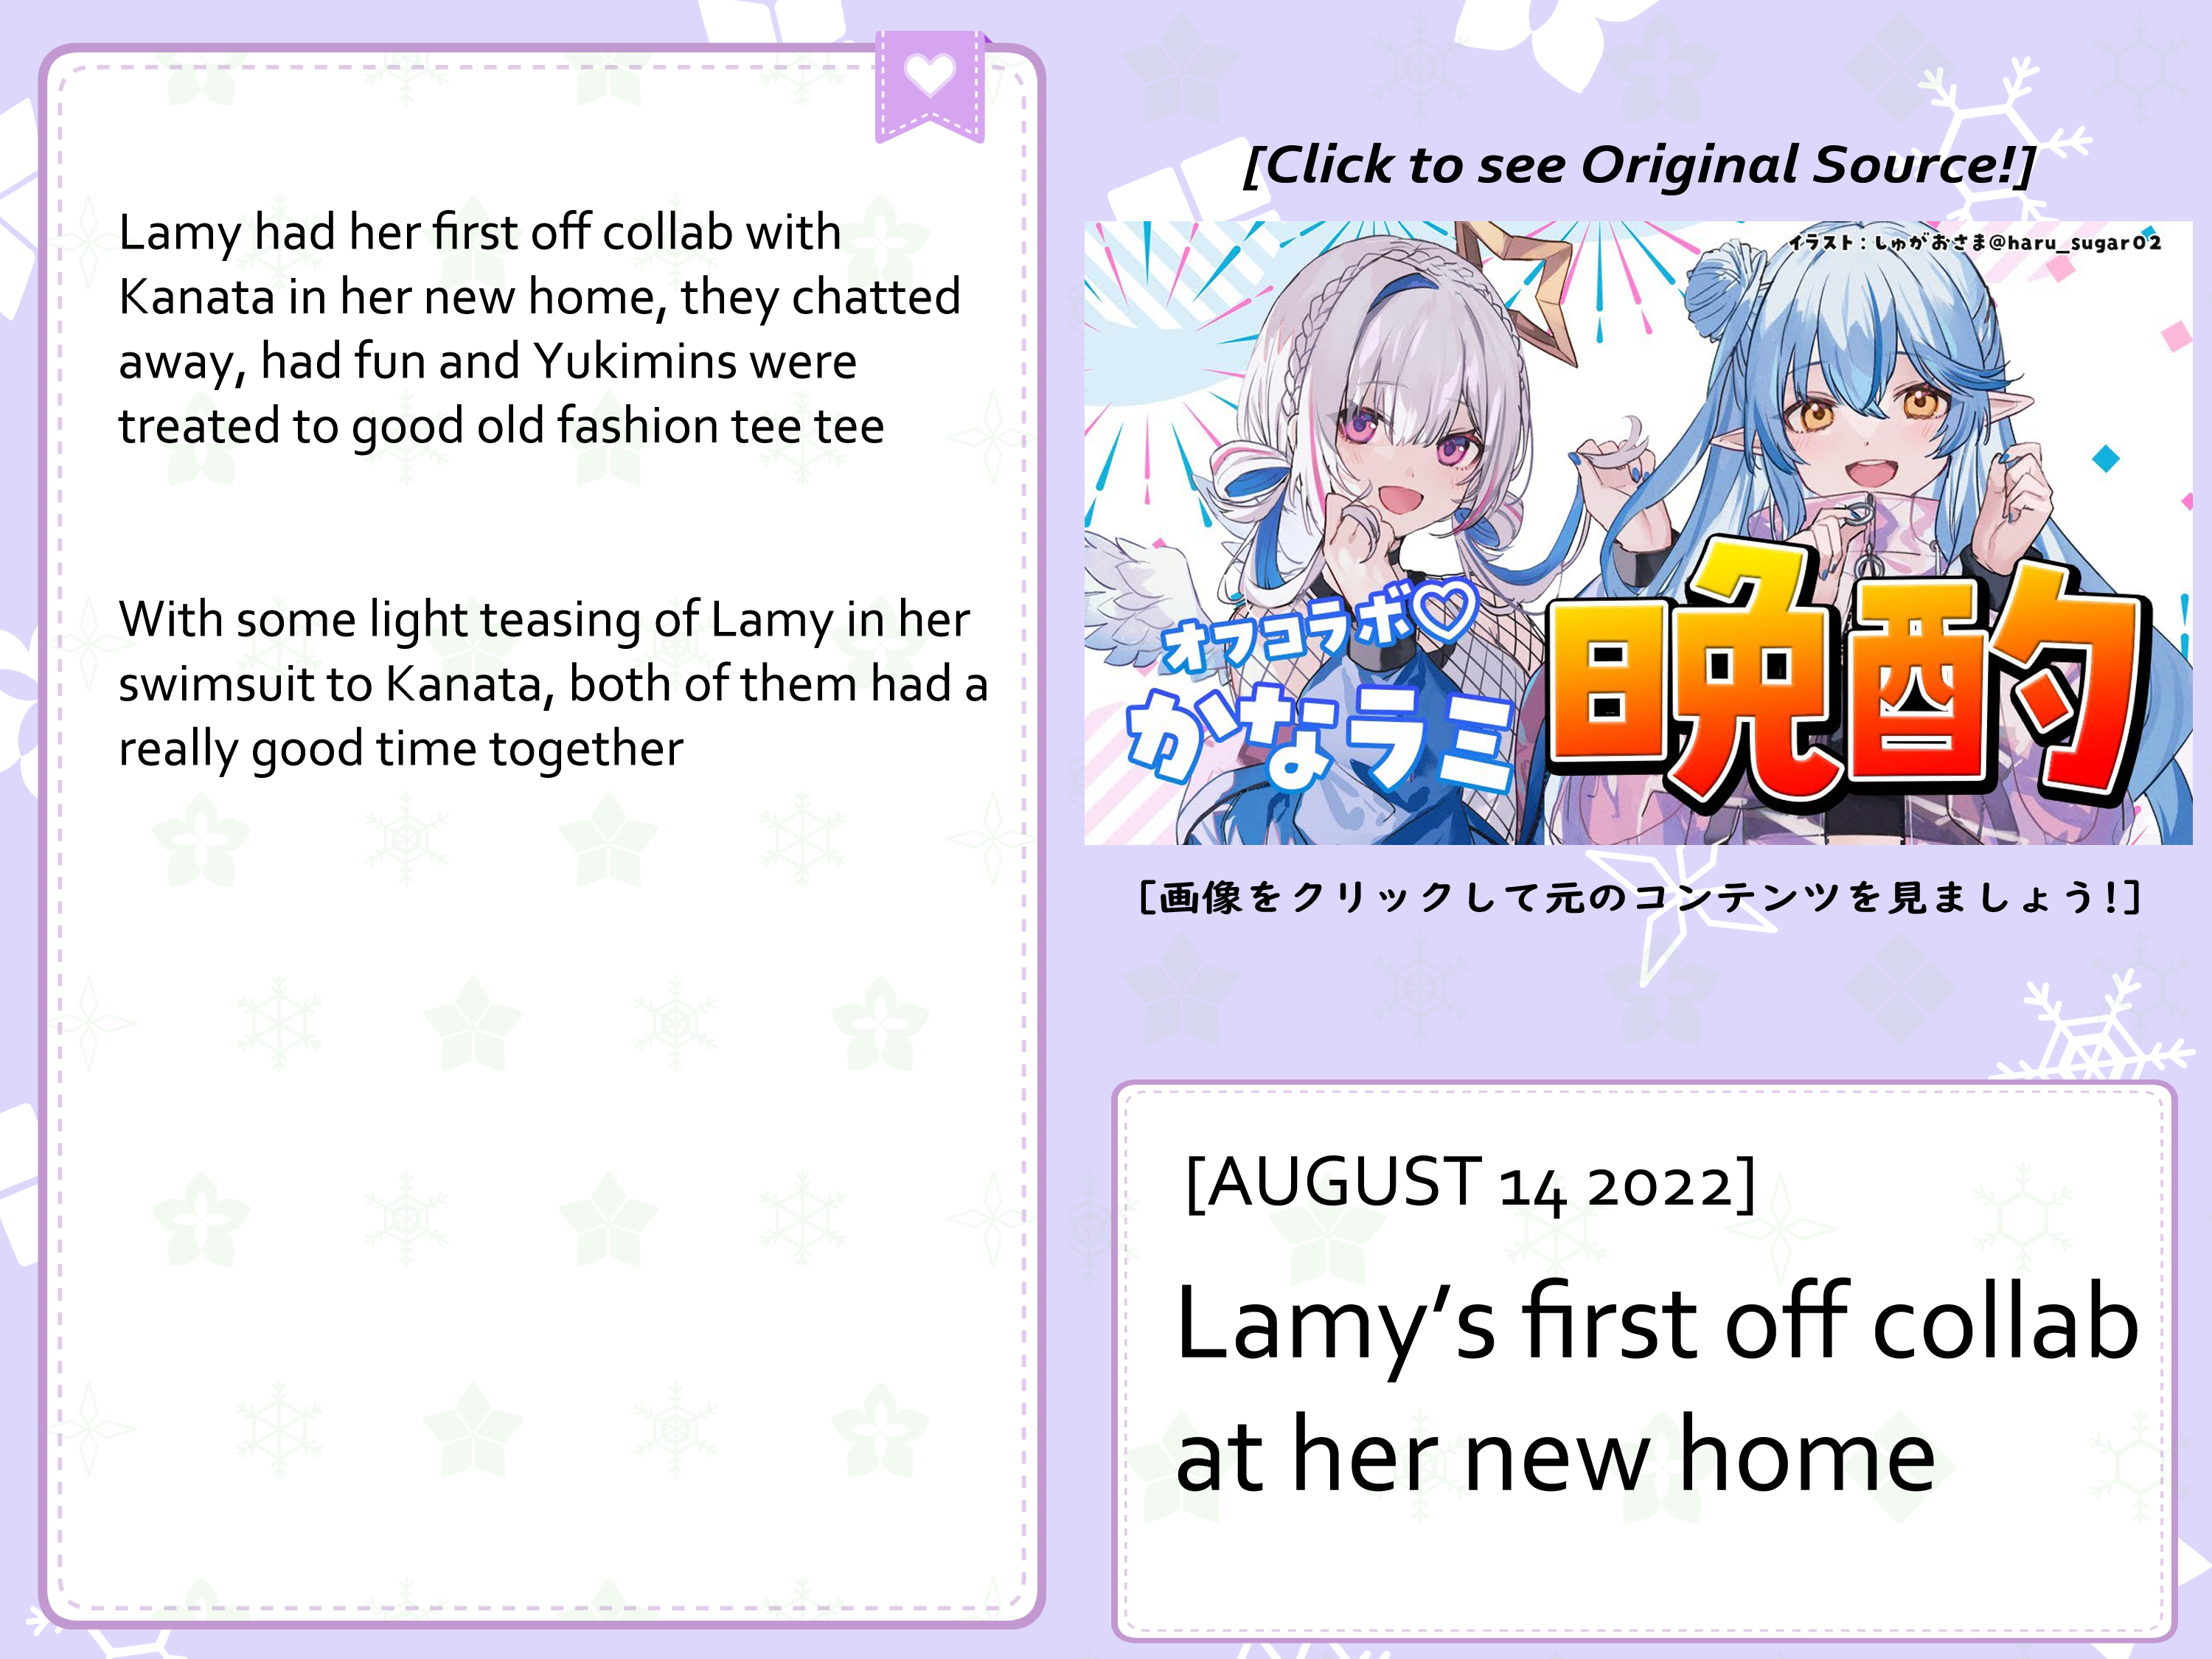 Lamy had her first off collab with
Kanata in her new home, they chatted
away, had fun and Yukimins were
treated to good old fashion tee tee
With some light teasing of Lamy in her
swimsuit to Kanata, both of them had a
really good time together
[Click to see Original Source!]
イラスト：しゅがおさま@haru_sugar02
オフコラボ♡
かなラミ
晩酌
[画像をクリックして元のコンテンツを見ましょう!]
[AUGUST 14 2022]
Lamy's first off collab
at her new home